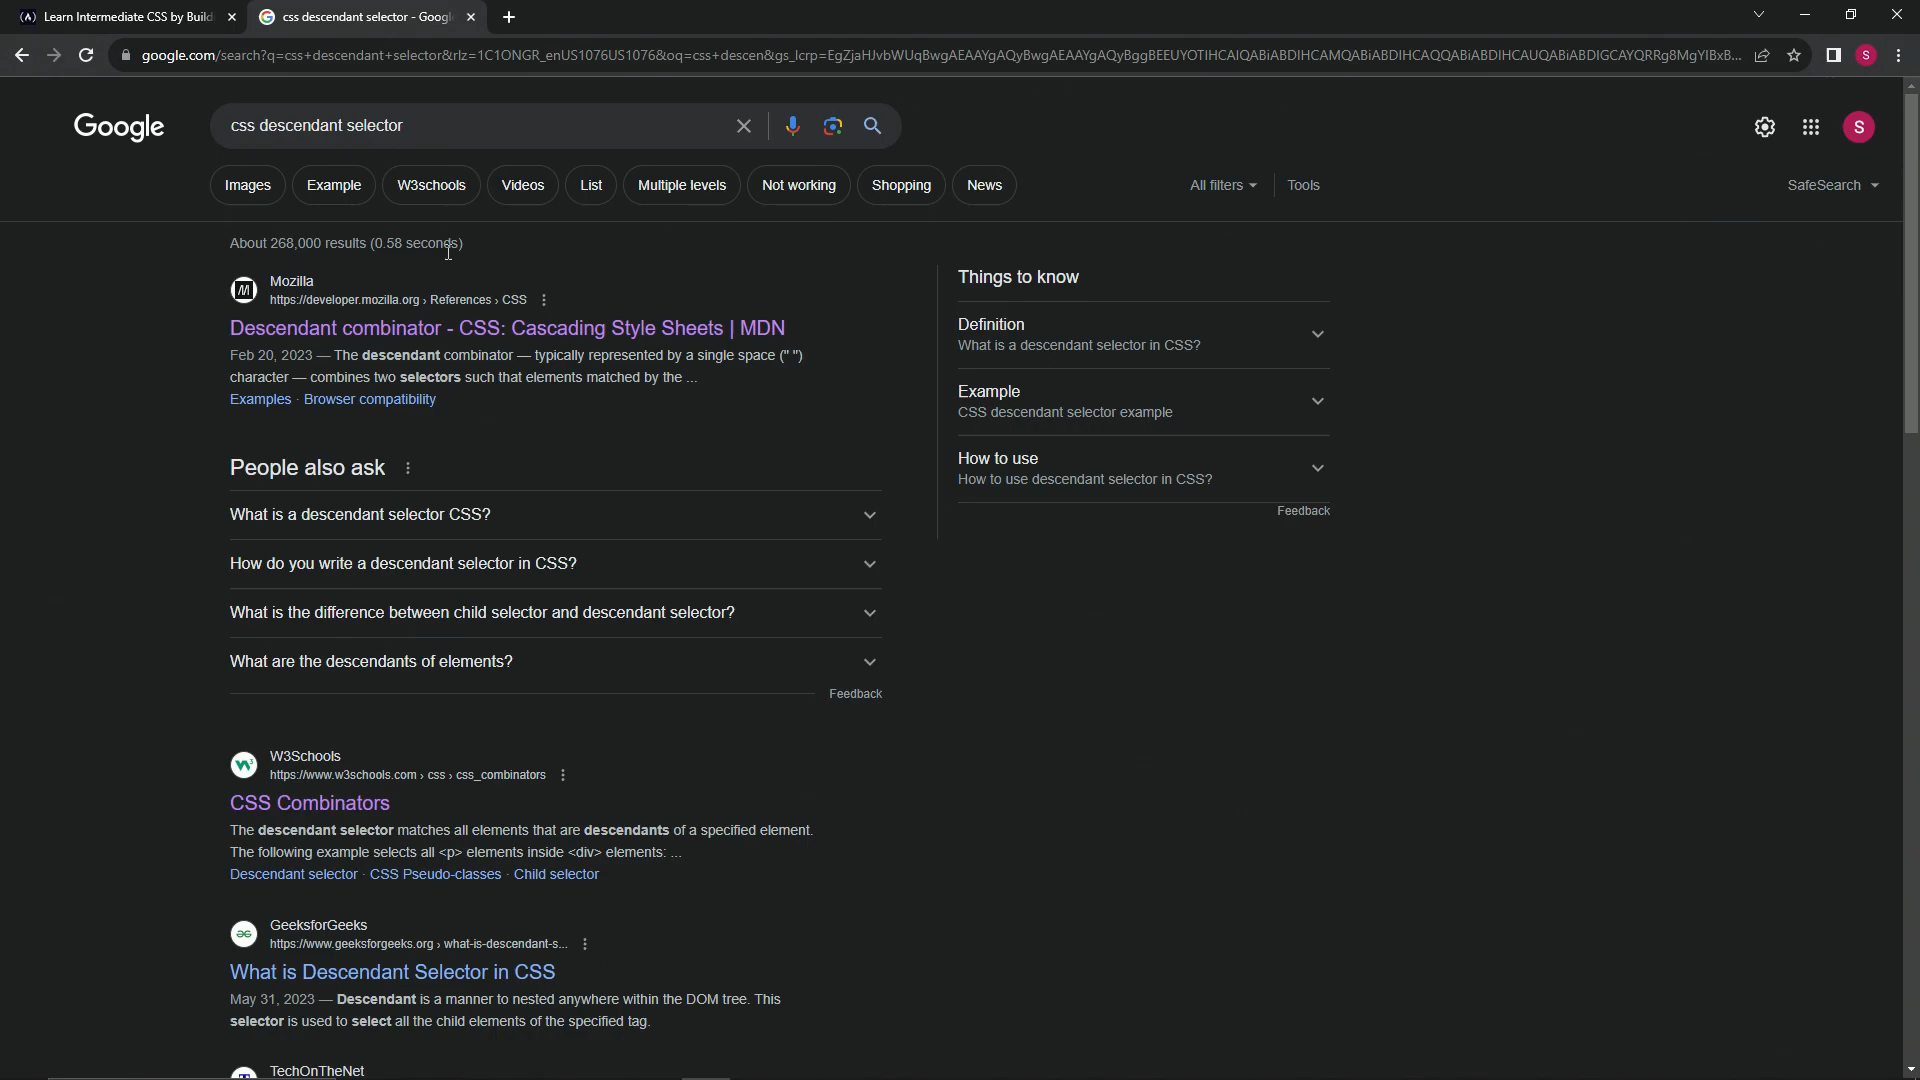 Learn Intermediate CSS by Build
css descendant selector - Googl
google.com/search?q=css+descendant+selector&rlz=1C1ONGR_enUS1076US1076&oq=css+descen&gs_lcrp=EgZjaHJvbWUqBwgAEAAYgAQyBwgAEAAYgAQyBggBEEUYOTIHCAIQABiABDIHCAMQABiABDIHCAQQABiABDIHCAUQABiABDIGCAYQRRg8MgYIBxB...
S
Google
css descendant selector
S
Images
Example
W3schools
Videos
List
Multiple levels
Not working
Shopping
News
All filters
Tools
SafeSearch
About 268,000 results (0.58 seconds)
Mozilla
https://developer.mozilla.org › References › CSS
Descendant combinator - CSS: Cascading Style Sheets | MDN
Feb 20, 2023 — The descendant combinator — typically represented by a single space (" ")
character — combines two selectors such that elements matched by the ...
Examples · Browser compatibility
People also ask
What is a descendant selector CSS?
How do you write a descendant selector in CSS?
What is the difference between child selector and descendant selector?
What are the descendants of elements?
Feedback
W3Schools
https://www.w3schools.com › css › css_combinators
CSS Combinators
The descendant selector matches all elements that are descendants of a specified element.
The following example selects all <p> elements inside <div> elements: ...
Descendant selector · CSS Pseudo-classes · Child selector
GeeksforGeeks
https://www.geeksforgeeks.org › what-is-descendant-s...
What is Descendant Selector in CSS
May 31, 2023 — Descendant is a manner to nested anywhere within the DOM tree. This
selector is used to select all the child elements of the specified tag.
TechOnTheNet
Things to know
Definition
What is a descendant selector in CSS?
Example
CSS descendant selector example
How to use
How to use descendant selector in CSS?
Feedback